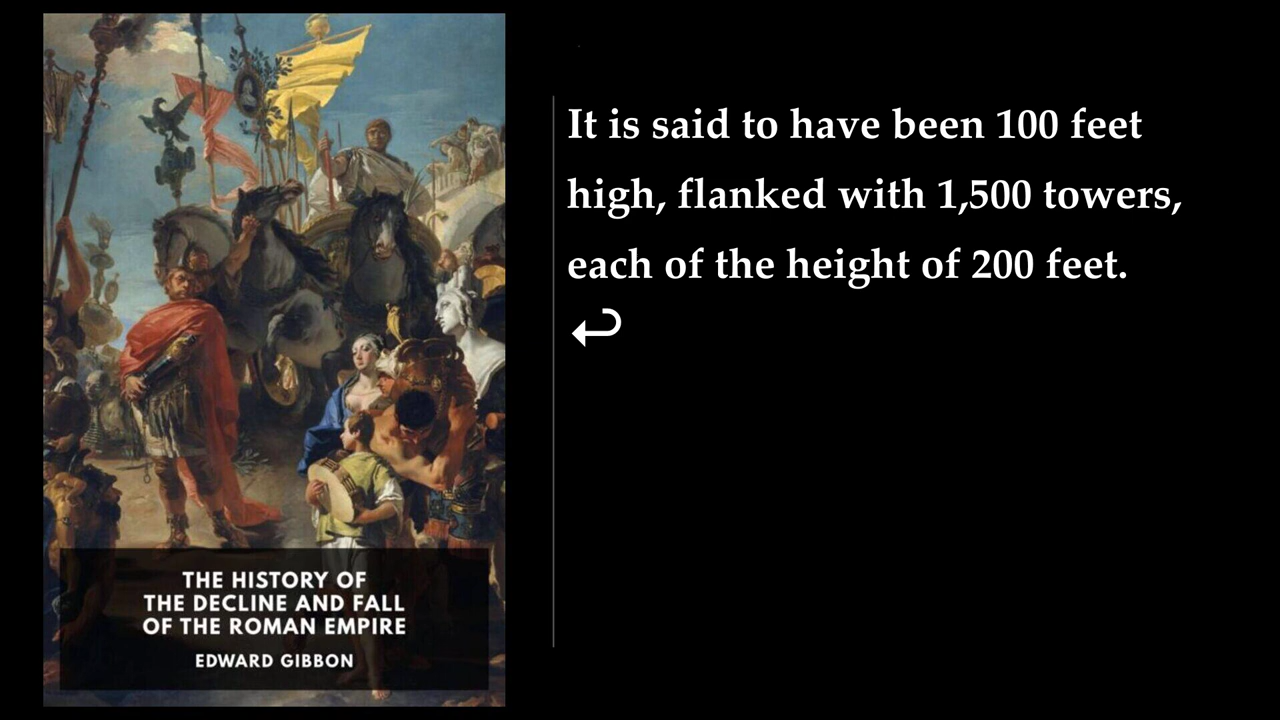 It is said to have been 100 feet
high, flanked with 1,500 towers,
each of the height of 200 feet.
↩
THE HISTORY OF
THE DECLINE AND FALL
OF THE ROMAN EMPIRE
EDWARD GIBBON